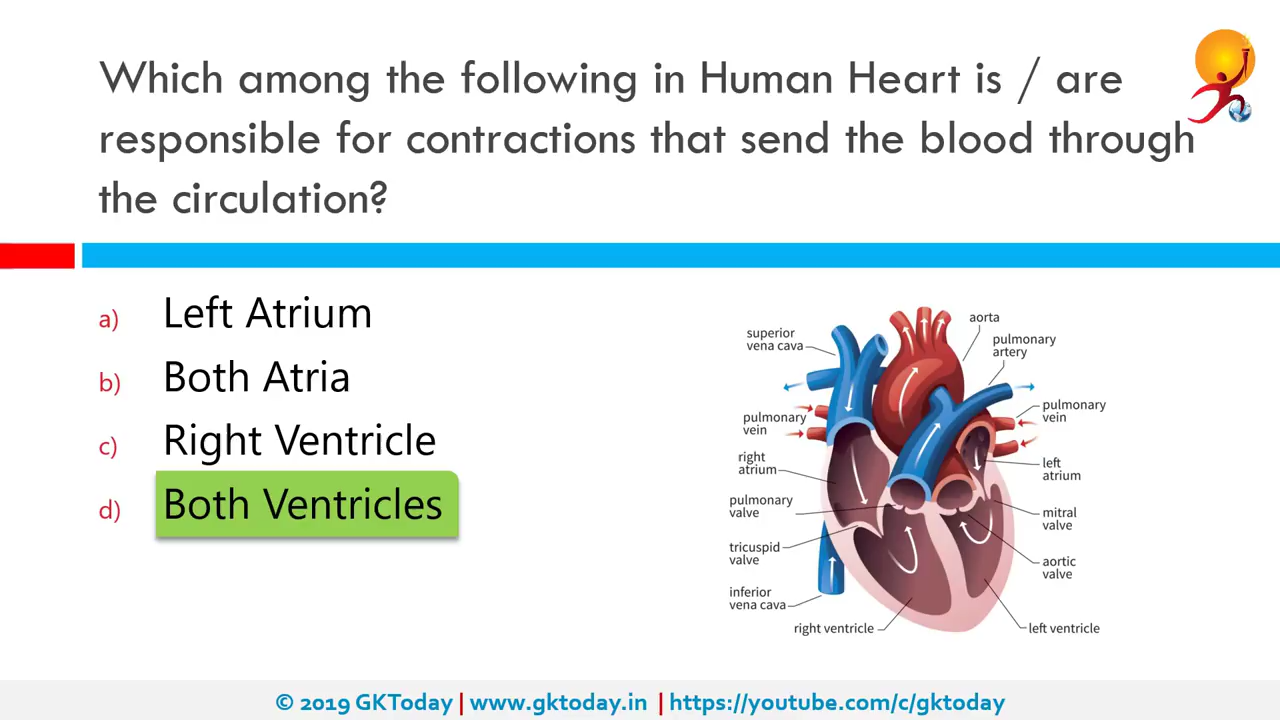 Which among the following in Human Heart is / are
responsible for contractions that send the blood through
the circulation?
a) Left Atrium
b) Both Atria
c) Right Ventricle
d) Both Ventricles
superior
vena cava
pulmonary
vein
right
atrium
pulmonary
valve
tricuspid
valve
inferior
vena cava
right ventricle
aorta
pulmonary
artery
pulmonary
vein
left
atrium
mitral
valve
aortic
valve
left ventricle
© 2019 GKToday | www.gktoday.in | https://youtube.com/c/gktoday